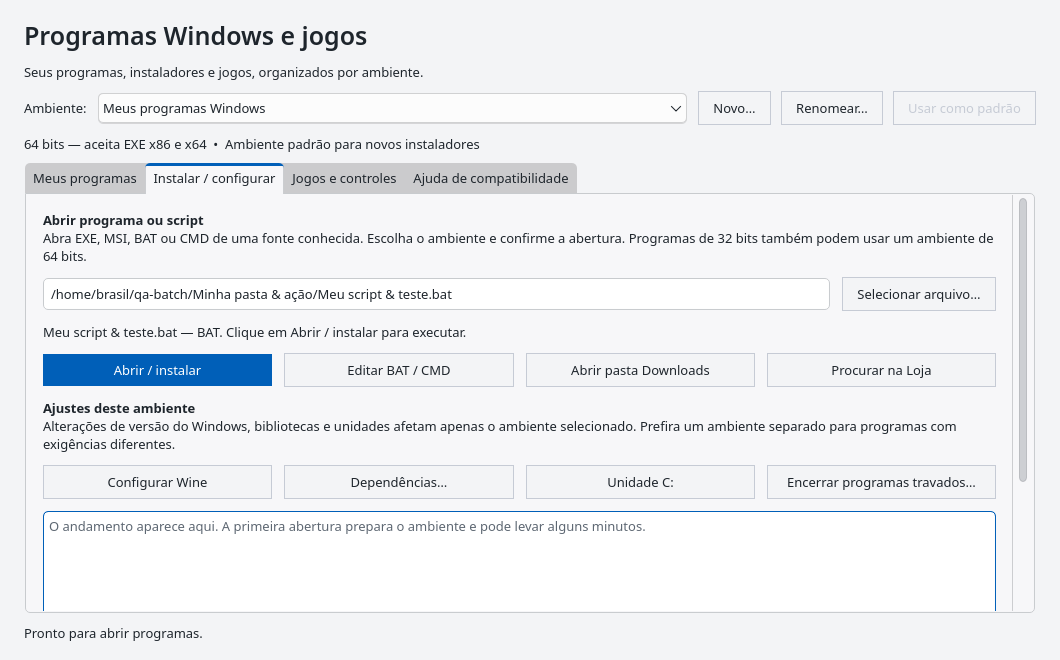 Programas Windows e jogos
Seus programas, instaladores e jogos, organizados por ambiente.
Ambiente: Meus programas Windows Novo... Renomear... Usar como padrão
64 bits — aceita EXE x86 e x64 • Ambiente padrão para novos instaladores
Meus programas Instalar / configurar Jogos e controles Ajuda de compatibilidade
Abrir programa ou script
Abra EXE, MSI, BAT ou CMD de uma fonte conhecida. Escolha o ambiente e confirme a abertura. Programas de 32 bits também podem usar um ambiente de
64 bits.
/home/brasil/qa-batch/Minha pasta & ação/Meu script & teste.bat Selecionar arquivo...
Meu script & teste.bat — BAT. Clique em Abrir / instalar para executar.
Abrir / instalar Editar BAT / CMD Abrir pasta Downloads Procurar na Loja
Ajustes deste ambiente
Alterações de versão do Windows, bibliotecas e unidades afetam apenas o ambiente selecionado. Prefira um ambiente separado para programas com
exigências diferentes.
Configurar Wine Dependências... Unidade C: Encerrar programas travados...
O andamento aparece aqui. A primeira abertura prepara o ambiente e pode levar alguns minutos.
Pronto para abrir programas.